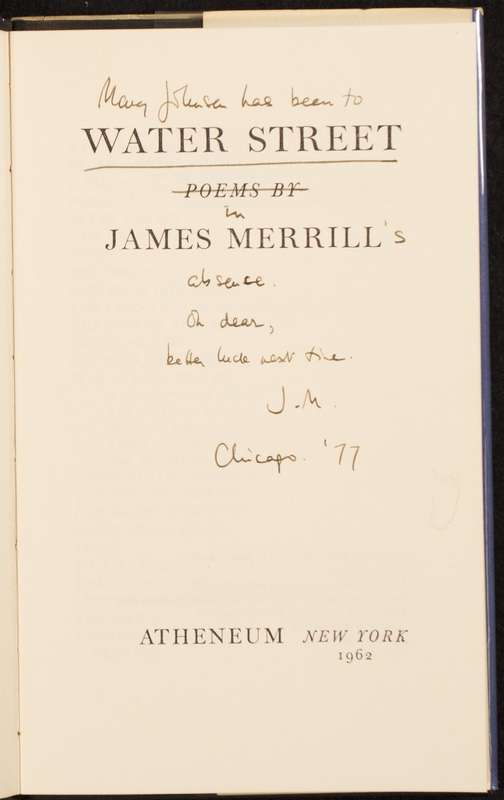 Mary Johnson has been to
WATER STREET
POEMS BY
in
JAMES MERRILL's
absence.
Oh dear,
better luck next time.
J.M.
Chicago. '77
ATHENEUM NEW YORK
1962